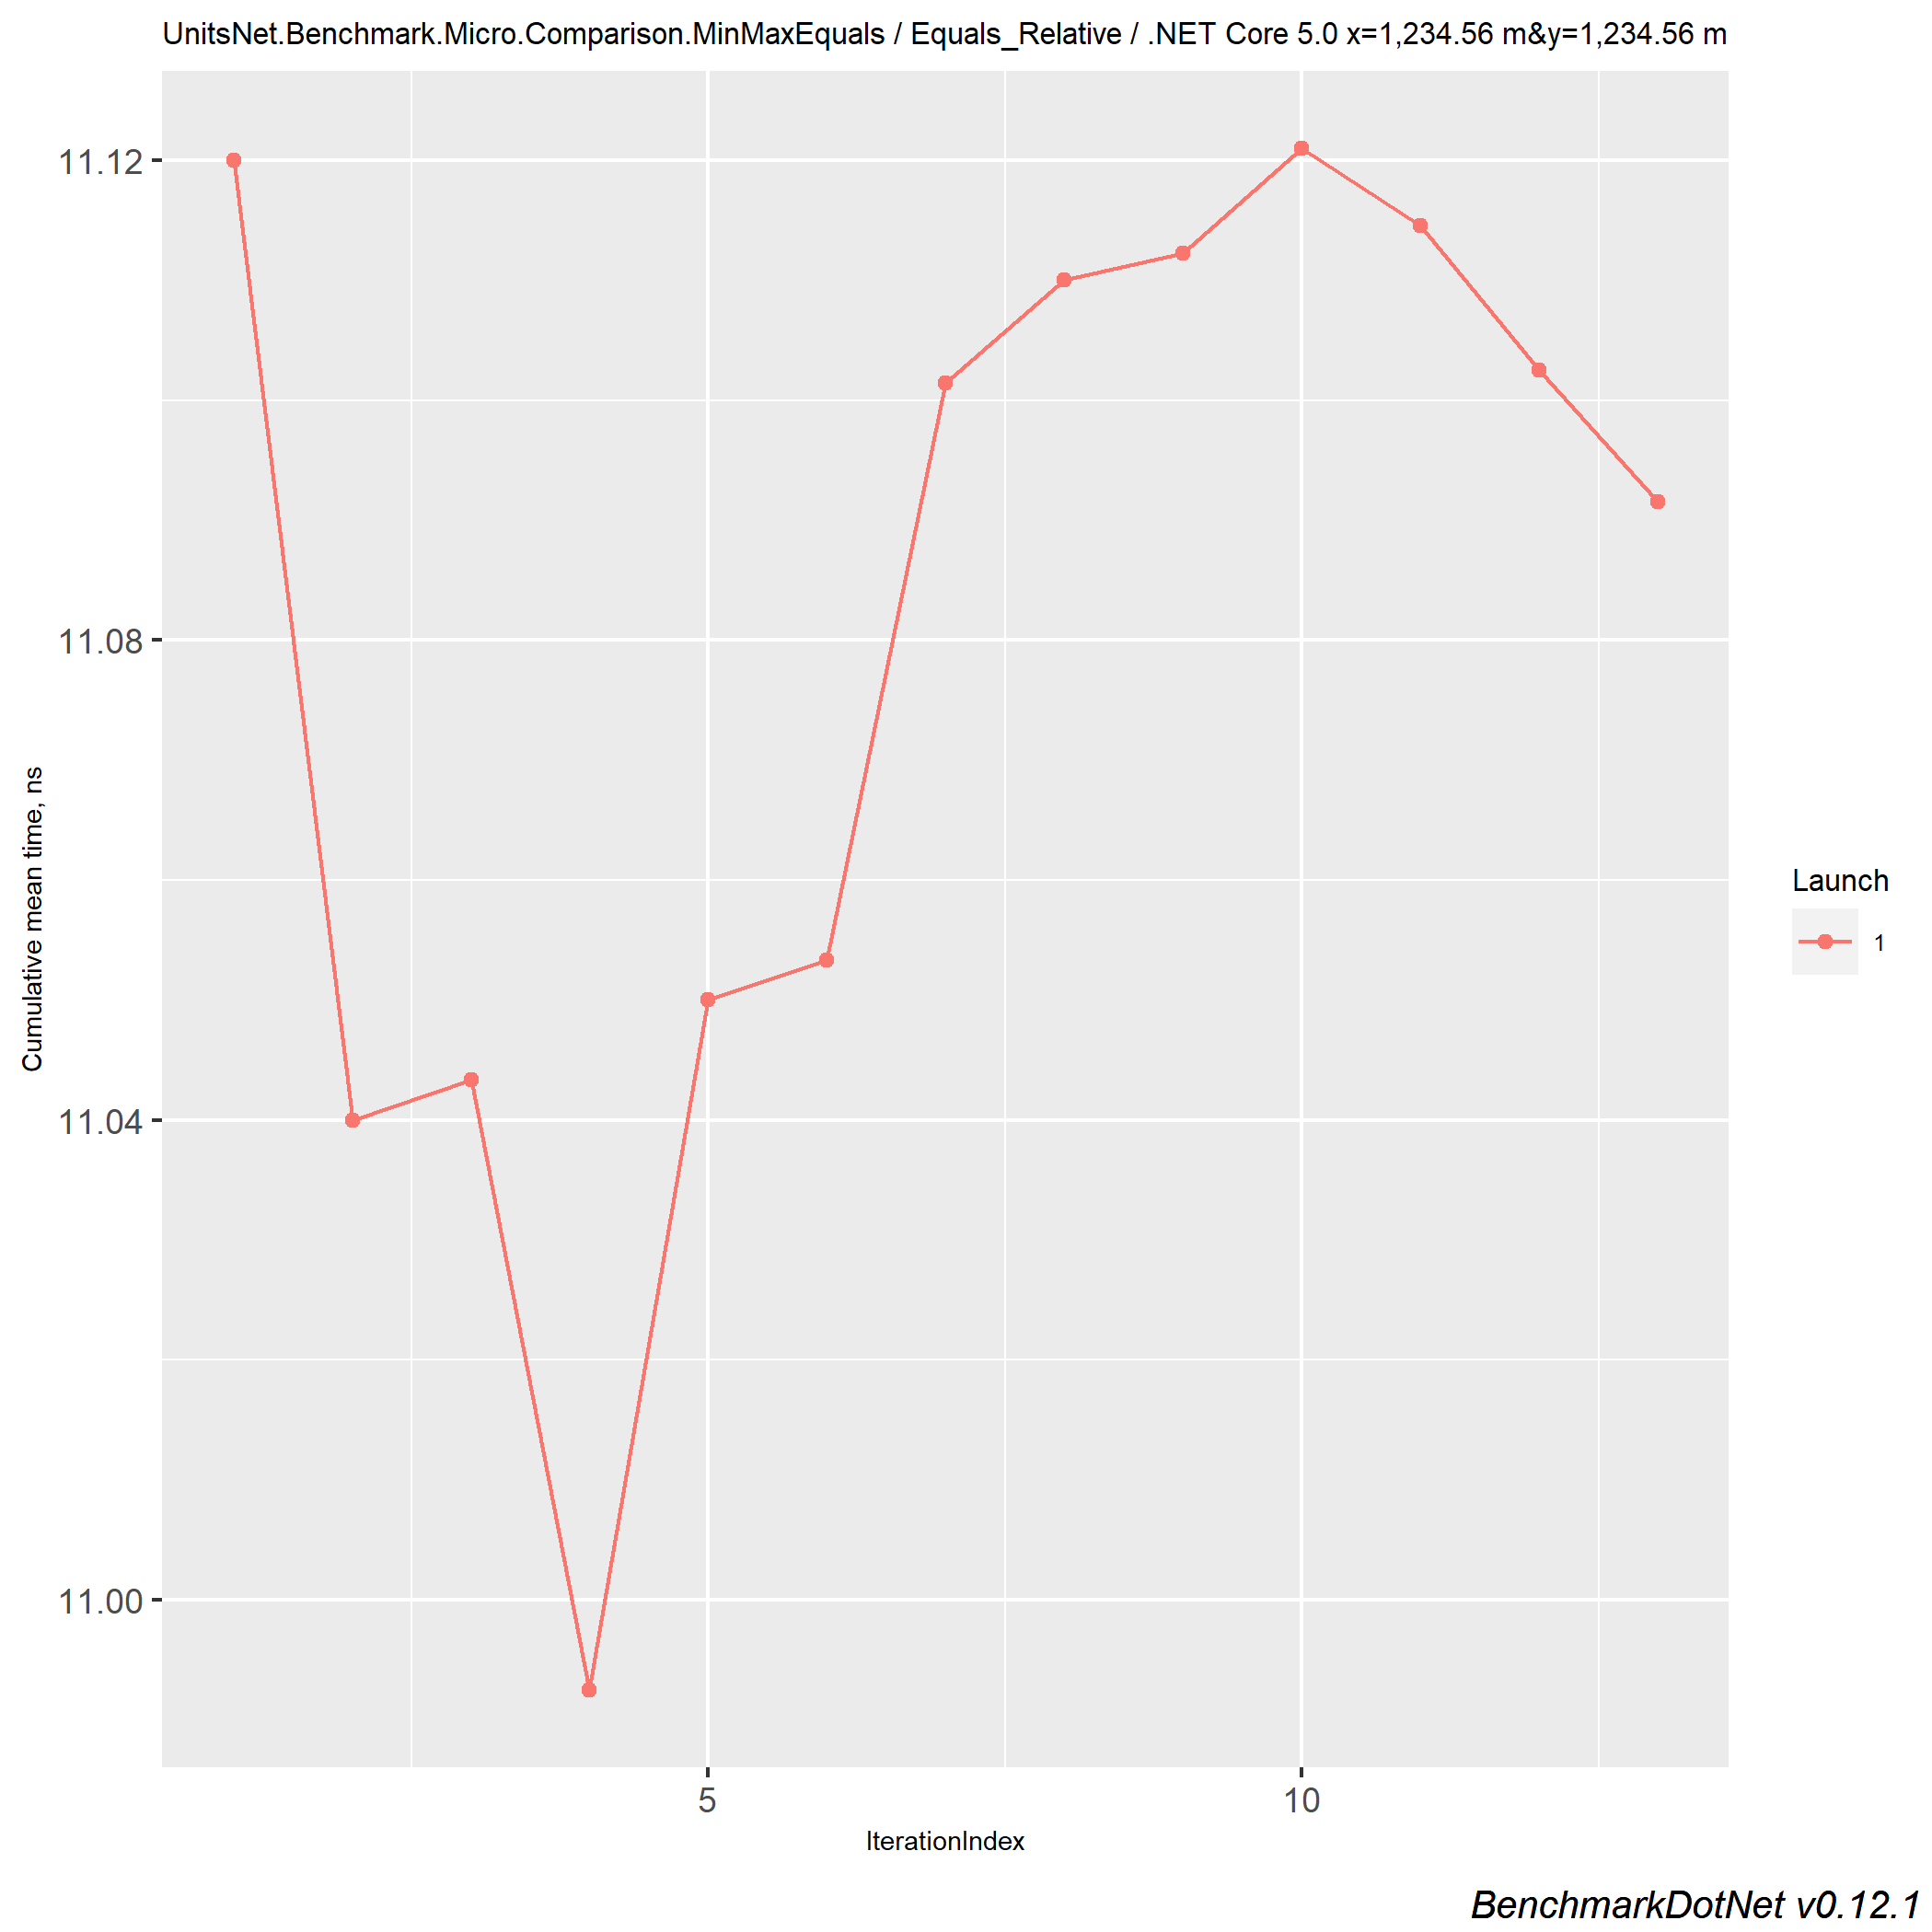 UnitsNet.Benchmark.Micro.Comparison.MinMaxEquals / Equals_Relative / .NET Core 5.0 x=1,234.56 m&y=1,234.56 m
11.12
11.08
11.04
11.00
Cumulative mean time, ns
5
10
IterationIndex
Launch
1
BenchmarkDotNet v0.12.1